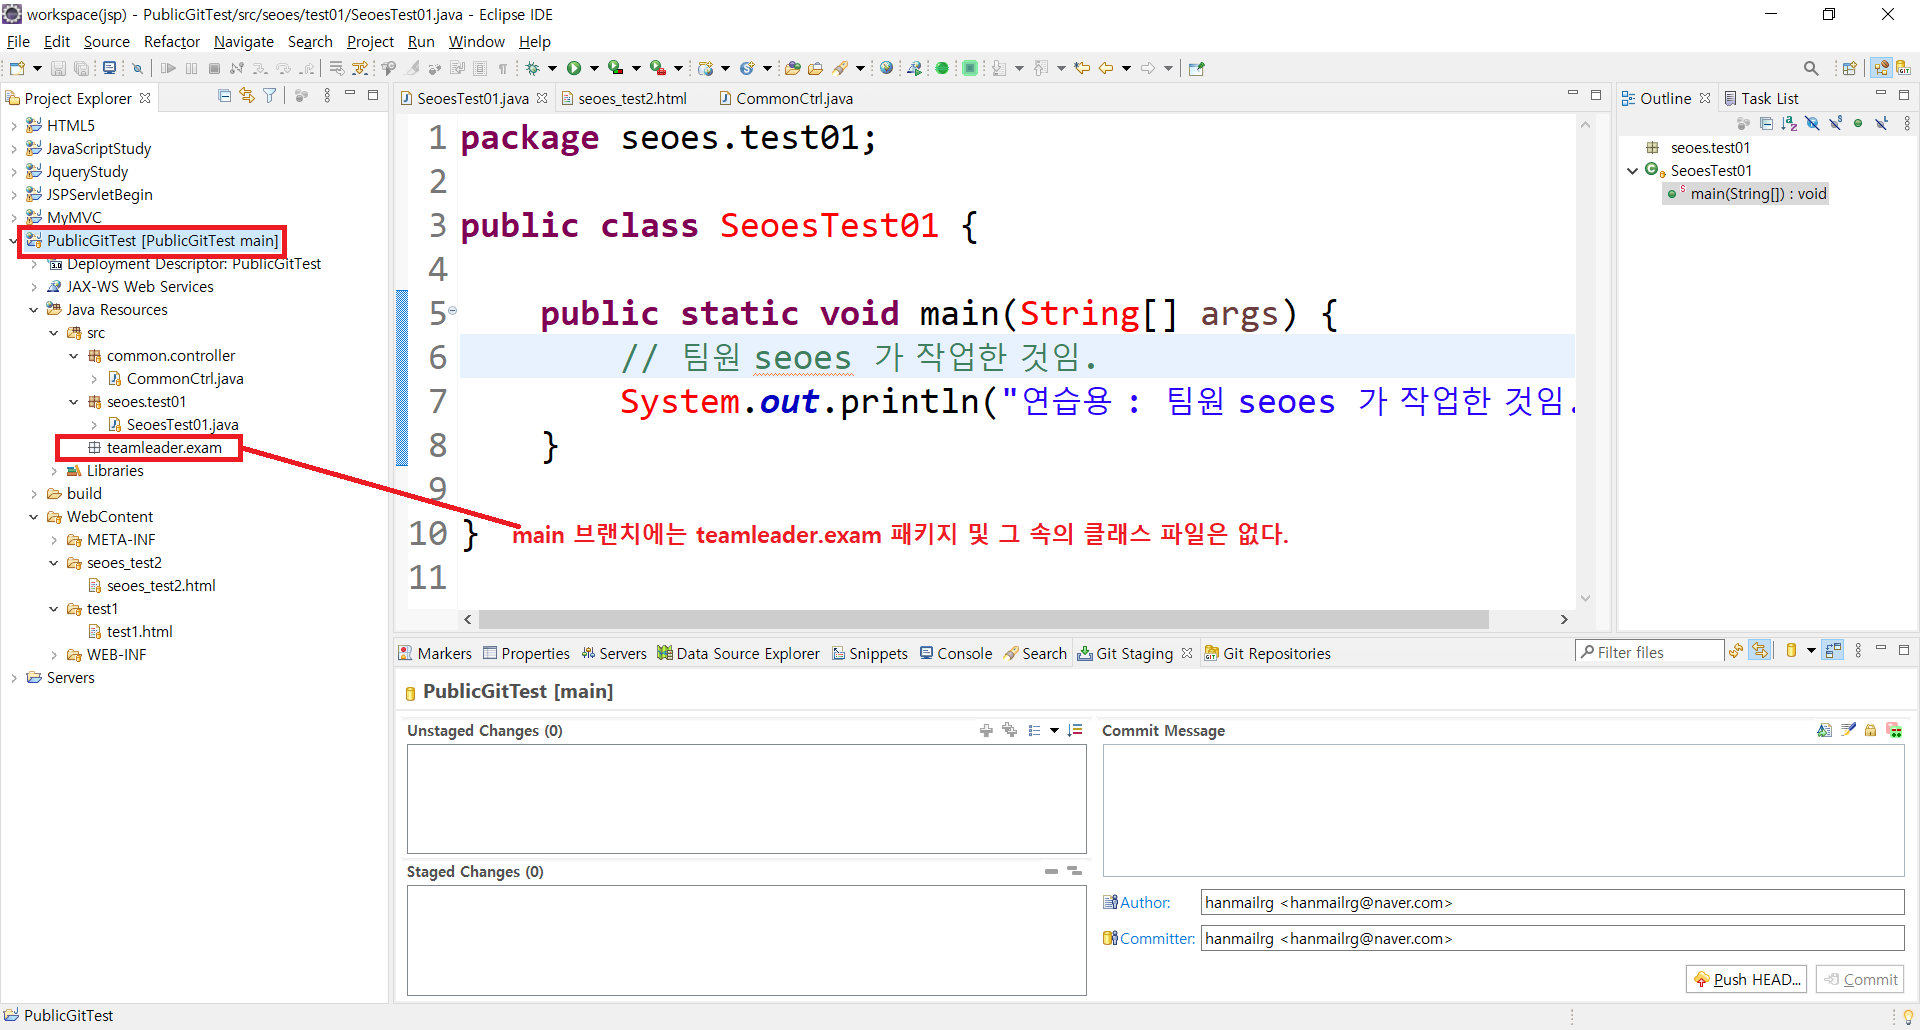 workspace(jsp) - PublicGitTest/src/seoes/test01/SeoesTest01.java - Eclipse IDE
File Edit Source Refactor Navigate Search Project Run Window Help
Project Explorer
HTML5
JavaScriptStudy
JqueryStudy
JSPServletBegin
MyMVC
PublicGitTest [PublicGitTest main]
Deployment Descriptor: PublicGitTest
JAX-WS Web Services
Java Resources
src
common.controller
CommonCtrl.java
seoes.test01
SeoesTest01.java
teamleader.exam
Libraries
build
WebContent
META-INF
seoes_test2
seoes_test2.html
test1
test1.html
WEB-INF
Servers
SeoesTest01.java seoes_test2.html CommonCtrl.java
1 package seoes.test01;
2
3 public class SeoesTest01 {
4
5 public static void main(String[] args) {
6 // 팀원 seoes 가 작업한 것임.
7 System.out.println("연습용 : 팀원 seoes 가 작업한 것임.
8 }
9
10 } main 브랜치에는 teamleader.exam 패키지 및 그 속의 클래스 파일은 없다.
11
Outline Task List
seoes.test01
SeoesTest01
main(String[]) : void
Markers Properties Servers Data Source Explorer Snippets Console Search Git Staging Git Repositories
Filter files
PublicGitTest [main]
Unstaged Changes (0)
Staged Changes (0)
Commit Message
Author: hanmailrg <hanmailrg@naver.com>
Committer: hanmailrg <hanmailrg@naver.com>
Push HEAD... Commit
PublicGitTest